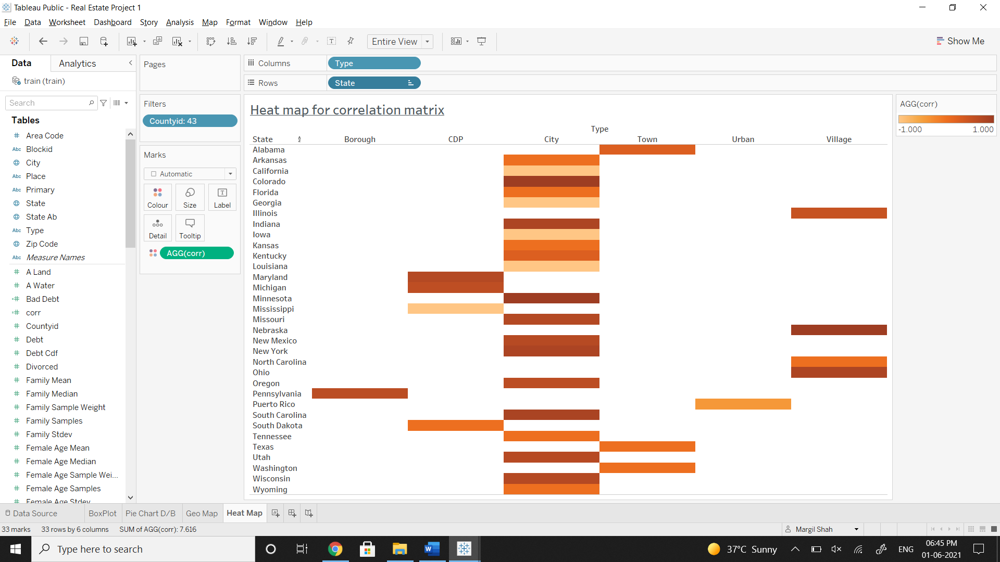 Tableau Public - Real Estate Project 1
File Data Worksheet Dashboard Story Analysis Map Format Window Help
Entire View
Show Me
Data Analytics
train (train)
Search
Tables
Area Code
Abc Blockid
City
Abc Place
Abc Primary
State
State Ab
Abc Type
Zip Code
Abc Measure Names
A Land
A Water
Bad Debt
corr
Countyid
Debt
Debt Cdf
Divorced
Family Mean
Family Median
Family Sample Weight
Family Samples
Family Stdev
Female Age Mean
Female Age Median
Female Age Sample Wei...
Female Age Samples
Female Age Stdev
Pages
Filters
Countyid: 43
Marks
Automatic
Colour Size Label
Detail Tooltip
AGG(corr)
Columns Type
Rows State
Heat map for correlation matrix
Type
State Borough CDP City Town Urban Village
Alabama
Arkansas
California
Colorado
Florida
Georgia
Illinois
Indiana
Iowa
Kansas
Kentucky
Louisiana
Maryland
Michigan
Minnesota
Mississippi
Missouri
Nebraska
New Mexico
New York
North Carolina
Ohio
Oregon
Pennsylvania
Puerto Rico
South Carolina
South Dakota
Tennessee
Texas
Utah
Washington
Wisconsin
Wyoming
AGG(corr)
-1.000 1.000
Data Source BoxPlot Pie Chart D/B Geo Map Heat Map
33 marks 33 rows by 6 columns SUM of AGG(corr): 7.616
Margil Shah
Type here to search
37°C Sunny
ENG
06:45 PM
01-06-2021